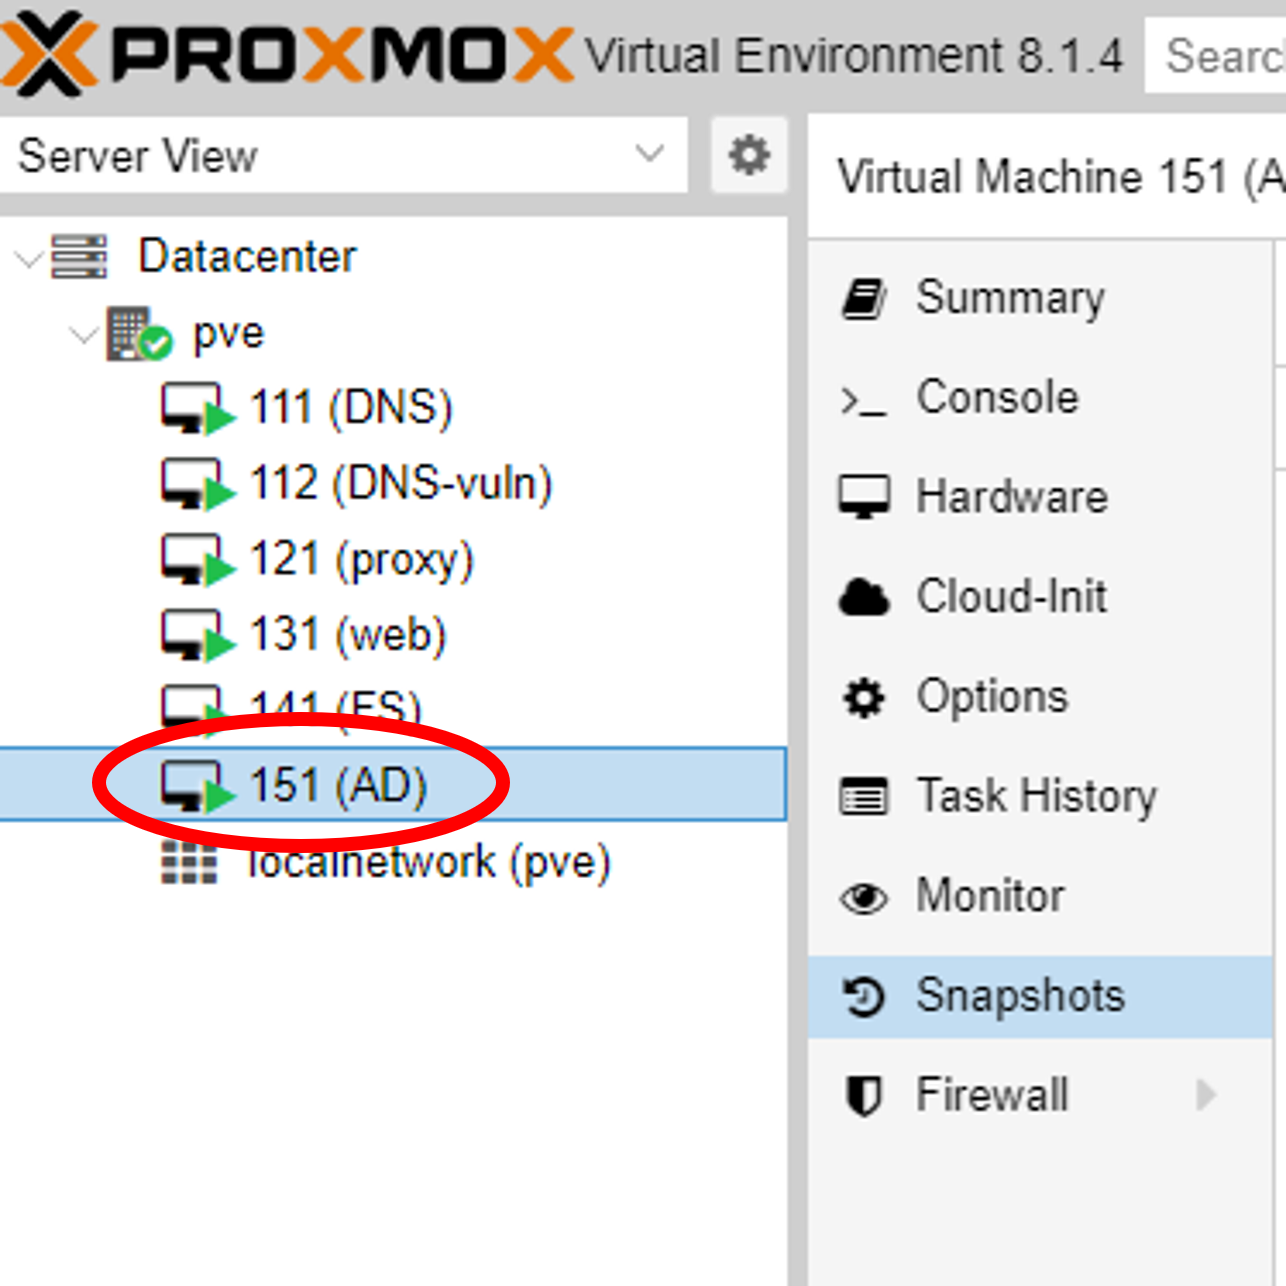 PROXMOX Virtual Environment 8.1.4
Searc
Server View
Virtual Machine 151 (A
Datacenter
pve
111 (DNS)
112 (DNS-vuln)
121 (proxy)
131 (web)
141 (FS)
151 (AD)
localnetwork (pve)
Summary
Console
Hardware
Cloud-Init
Options
Task History
Monitor
Snapshots
Firewall